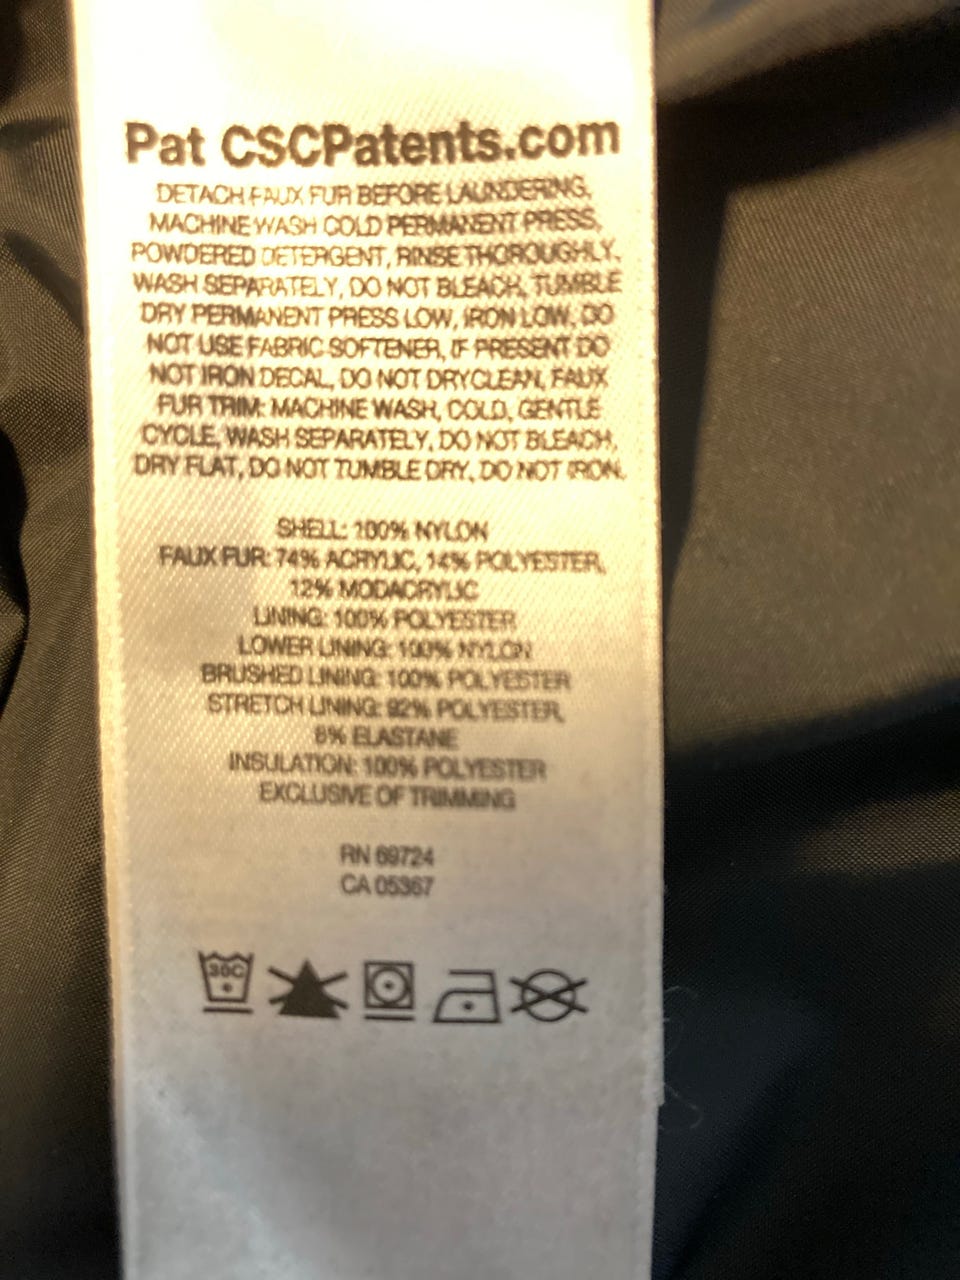 Pat CSCPatents.com
DETACH FAUX FUR BEFORE LAUNDERING,
MACHINE WASH COLD PERMANENT PRESS,
POWDERED DETERGENT, RINSE THOROUGHLY,
WASH SEPARATELY, DO NOT BLEACH, TUMBLE
DRY PERMANENT PRESS LOW, IRON LOW, DO
NOT USE FABRIC SOFTENER, IF PRESENT DO
NOT IRON DECAL, DO NOT DRYCLEAN, FAUX
FUR TRIM: MACHINE WASH, COLD, GENTLE
CYCLE, WASH SEPARATELY, DO NOT BLEACH,
DRY FLAT, DO NOT TUMBLE DRY, DO NOT IRON.
SHELL: 100% NYLON
FAUX FUR: 74% ACRYLIC, 14% POLYESTER,
12% MODACRYLIC
LINING: 100% POLYESTER
LOWER LINING: 100% NYLON
BRUSHED LINING: 100% POLYESTER
STRETCH LINING: 92% POLYESTER,
8% ELASTANE
INSULATION: 100% POLYESTER
EXCLUSIVE OF TRIMMING
RN 69724
CA 05367
30C